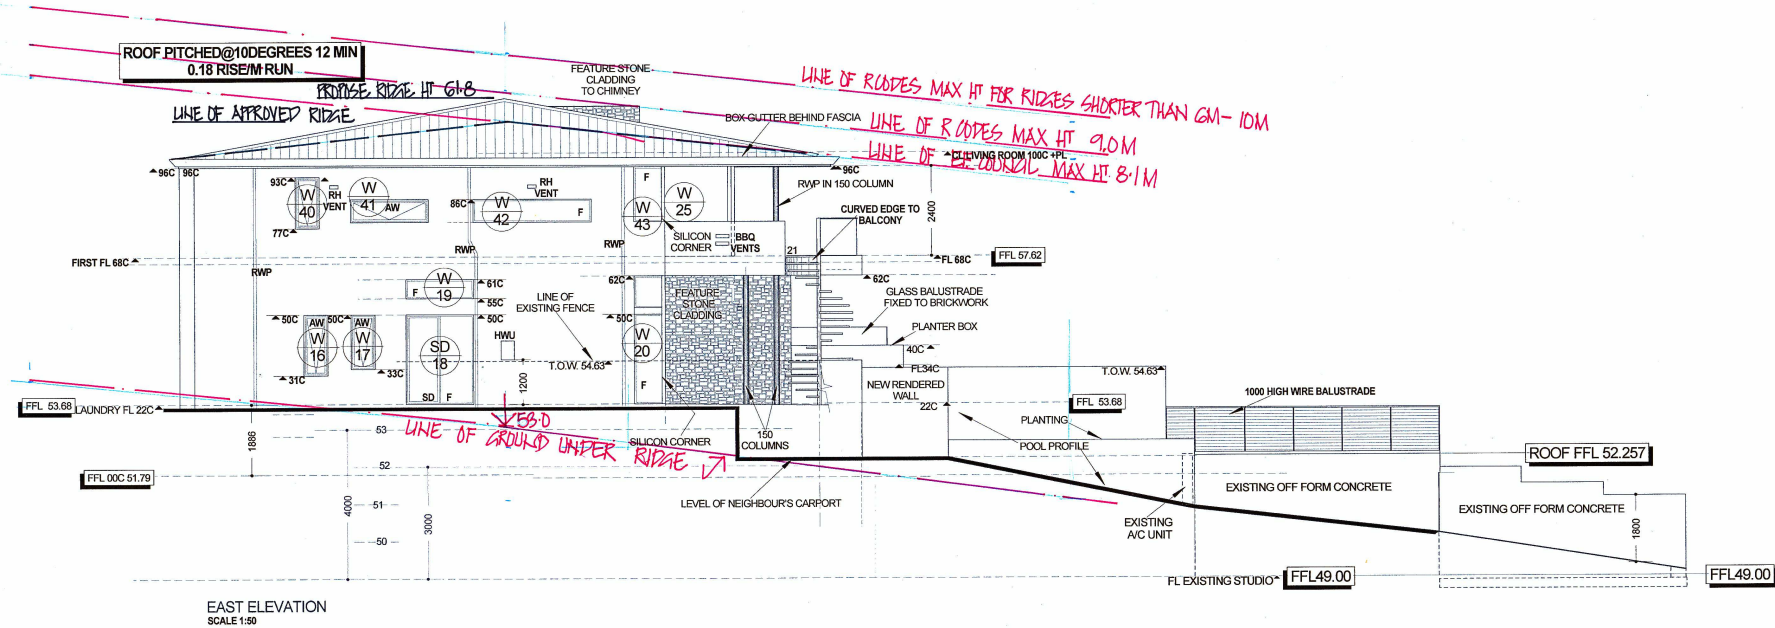 ROOF PITCHED@10DEGREES 12 MIN
0.18 RISE/M RUN
PROPOSE RIDGE HT 61.8
LINE OF APPROVED RIDGE
FEATURE STONE
CLADDING
TO CHIMNEY
LINE OF RCODES MAX HT FOR RIDGES SHORTER THAN 6M - 10M
BOX GUTTER BEHIND FASCIA
LINE OF R CODES MAX HT 9.0M
LINE OF COUNCIL MAX HT 8.1M
CL LIVING ROOM 100C +PL
96C
96C
96C
93C
W
40
RH
VENT
W
41
AW
86C
W
42
RH
VENT
F
F
W
43
W
25
RWP IN 150 COLUMN
CURVED EDGE TO
BALCONY
2400
77C
RWP
RWP
RWP
SILICON
CORNER
BBQ
VENTS
21
FIRST FL 68C
FL 68C
FFL 57.62
W
19
F
61C
55C
62C
62C
LINE OF
EXISTING FENCE
FEATURE
STONE
CLADDING
GLASS BALUSTRADE
FIXED TO BRICKWORK
PLANTER BOX
50C
AW
W
16
50C
AW
W
17
50C
50C
SD
18
HWU
W
20
40C
FL34C
T.O.W. 54.63
T.O.W. 54.63
31C
33C
SD
F
F
1200
NEW RENDERED
WALL
22C
1000 HIGH WIRE BALUSTRADE
FFL 53.68
LAUNDRY FL 22C
FFL 53.68
53.0
LINE OF GROUND UNDER RIDGE
SILICON CORNER
150
COLUMNS
PLANTING
POOL PROFILE
1886
53
52
51
50
4000
3000
FFL 00C 51.79
LEVEL OF NEIGHBOUR'S CARPORT
ROOF FFL 52.257
EXISTING OFF FORM CONCRETE
EXISTING OFF FORM CONCRETE
EXISTING
A/C UNIT
1800
FL EXISTING STUDIO
FFL49.00
FFL49.00
EAST ELEVATION
SCALE 1:50